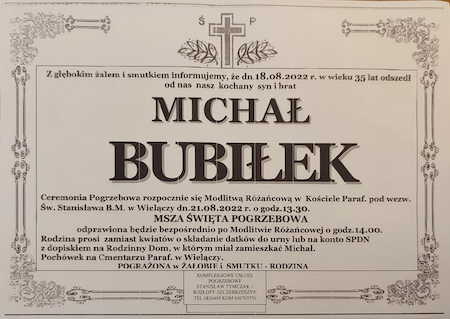 Ś P
Z głębokim żalem i smutkiem informujemy, że dn.18.08.2022 r. w wieku 35 lat odszedł
od nas nasz kochany syn i brat
MICHAŁ
BUBIŁEK
Ceremonia Pogrzebowa rozpocznie się Modlitwą Różańcową w Kościele Paraf. pod wezw.
Św. Stanisława B.M. w Wielączy dn.21.08.2022 r. o godz.13.30.
MSZA ŚWIĘTA POGRZEBOWA
odprawiona będzie bezpośrednio po Modlitwie Różańcowej o godz.14.00.
Rodzina prosi zamiast kwiatów o składanie datków do urny lub na konto SPDN
z dopiskiem na Rodzinny Dom, w którym miał zamieszkać Michał.
Pochówek na Cmentarzu Paraf. w Wielączy.
POGRĄŻONA w ŻAŁOBIE i SMUTKU - RODZINA
KOMPLEKSOWE USŁUGI
POGRZEBOWE
STANISŁAW TYMCZAK
KOZŁOPY-SZCZEBRZESZYN